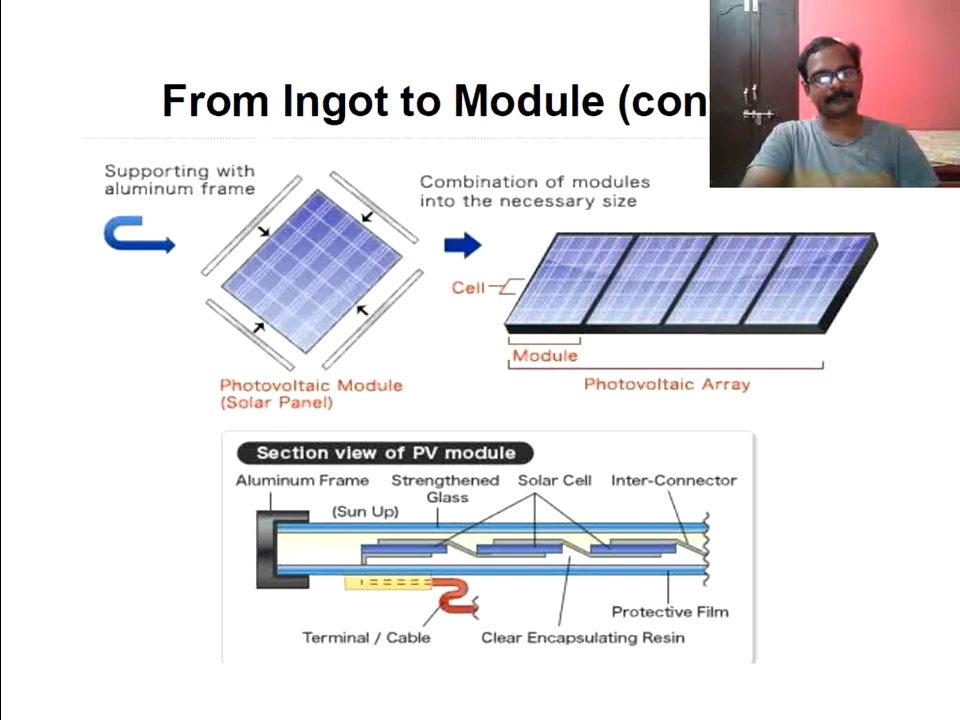 From Ingot to Module (con
Supporting with
aluminum frame
Combination of modules
into the necessary size
Cell
Module
Photovoltaic Module
(Solar Panel)
Photovoltaic Array
Section view of PV module
Aluminum Frame
Strengthened
Glass
Solar Cell
Inter-Connector
(Sun Up)
Protective Film
Terminal / Cable
Clear Encapsulating Resin